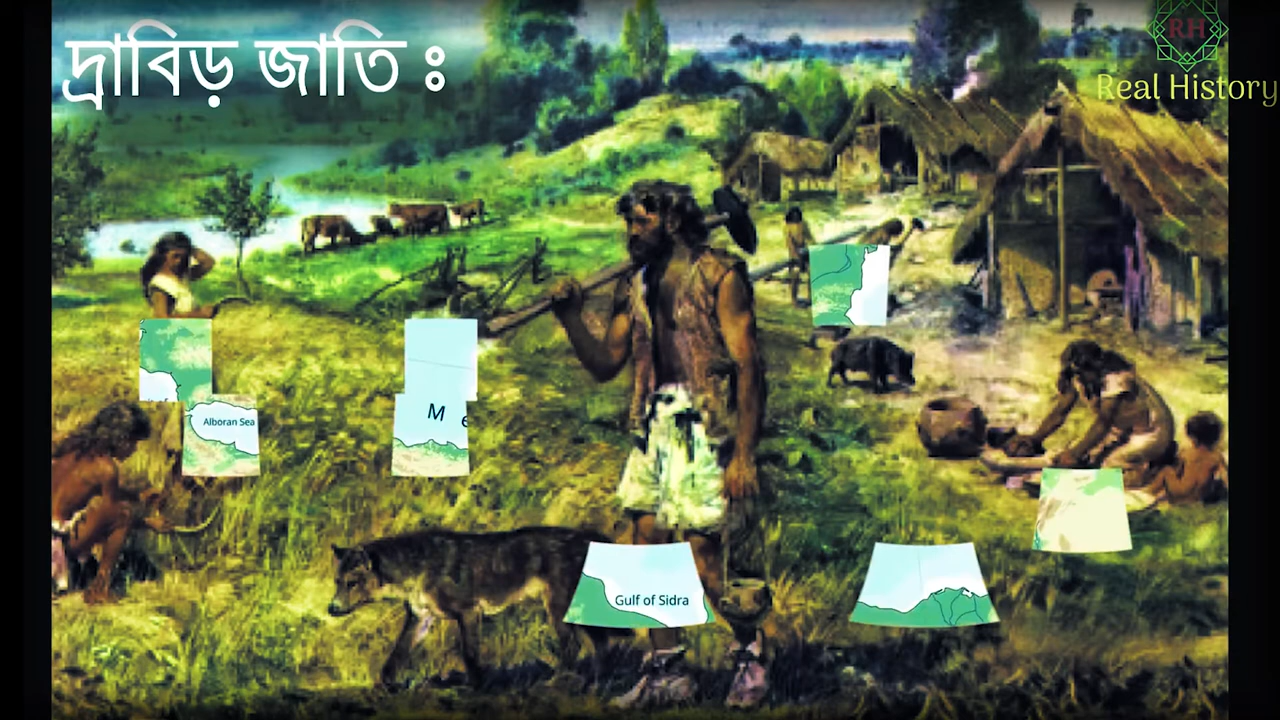 দ্রাবিড় জাতি ঃ
RH
Real History
Alboran Sea
M e
Gulf of Sidra